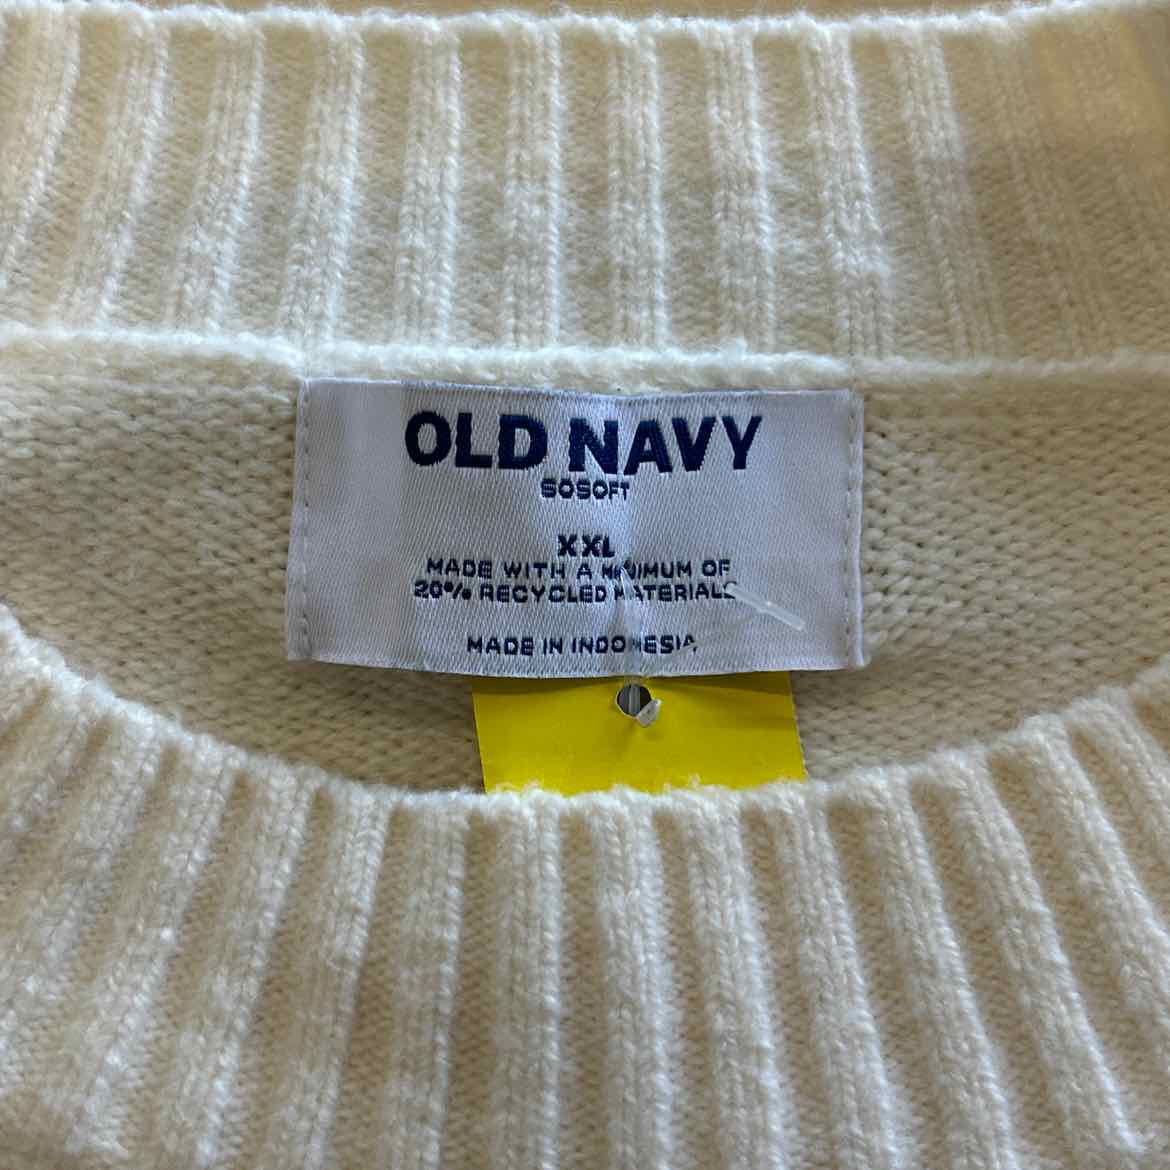 OLD NAVY
SOSOFT
XXL
MADE WITH A MINIMUM OF
20% RECYCLED MATERIALS
MADE IN INDONESIA